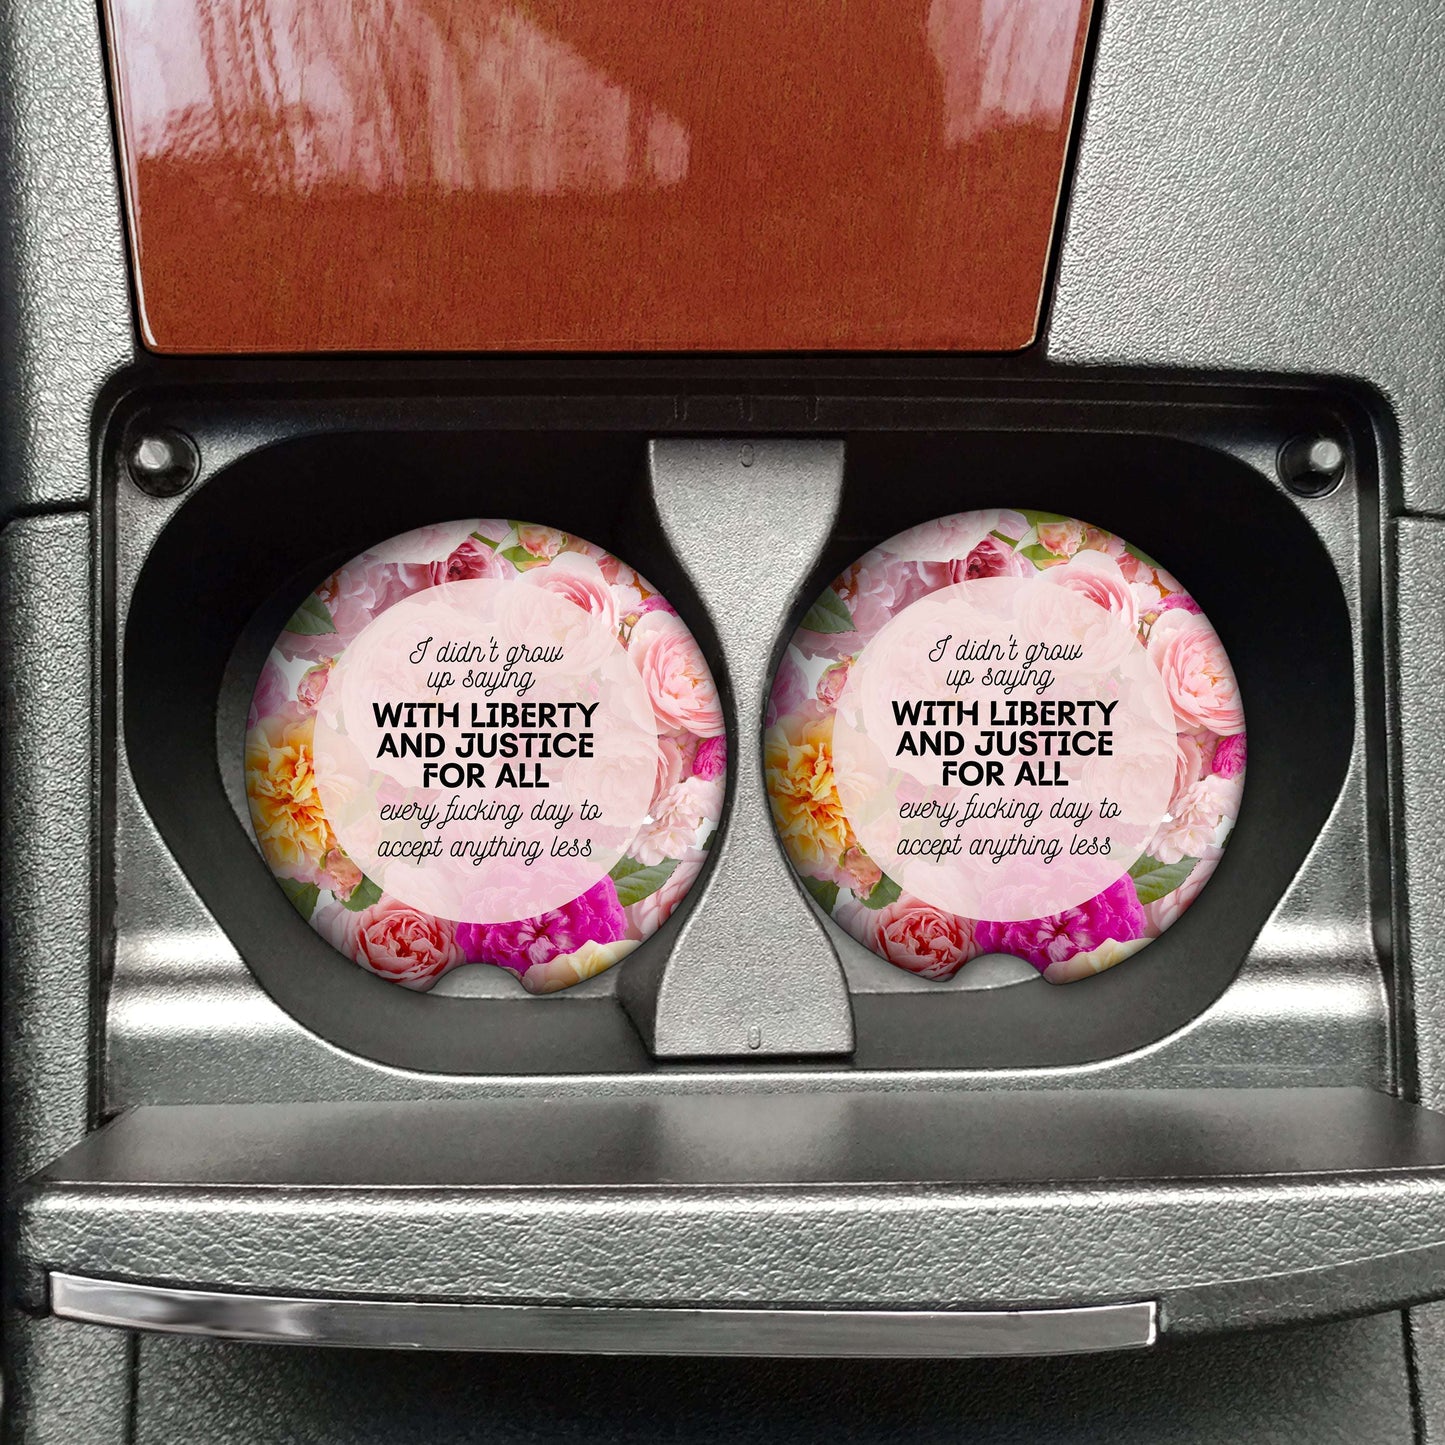 I didn't grow
up saying
WITH LIBERTY
AND JUSTICE
FOR ALL
every fucking day to
accept anything less
I didn't grow
up saying
WITH LIBERTY
AND JUSTICE
FOR ALL
every fucking day to
accept anything less